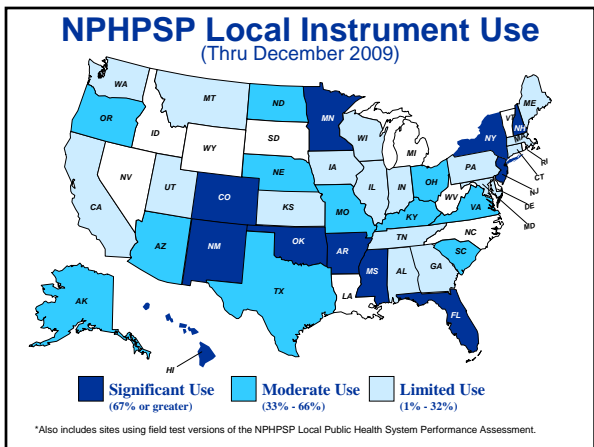 NPHPSP Local Instrument Use
(Thru December 2009)
WA
OR
CA
NV
ID
MT
WY
UT
AZ
CO
NM
ND
SD
NE
KS
OK
TX
MN
IA
MO
AR
LA
WI
IL
IN
MI
OH
KY
TN
MS
AL
GA
FL
SC
NC
VA
WV
PA
NY
VT
NH
ME
MA
RI
CT
NJ
DE
MD
AK
HI
Significant Use
(67% or greater)
Moderate Use
(33% - 66%)
Limited Use
(1% - 32%)
*Also includes sites using field test versions of the NPHPSP Local Public Health System Performance Assessment.